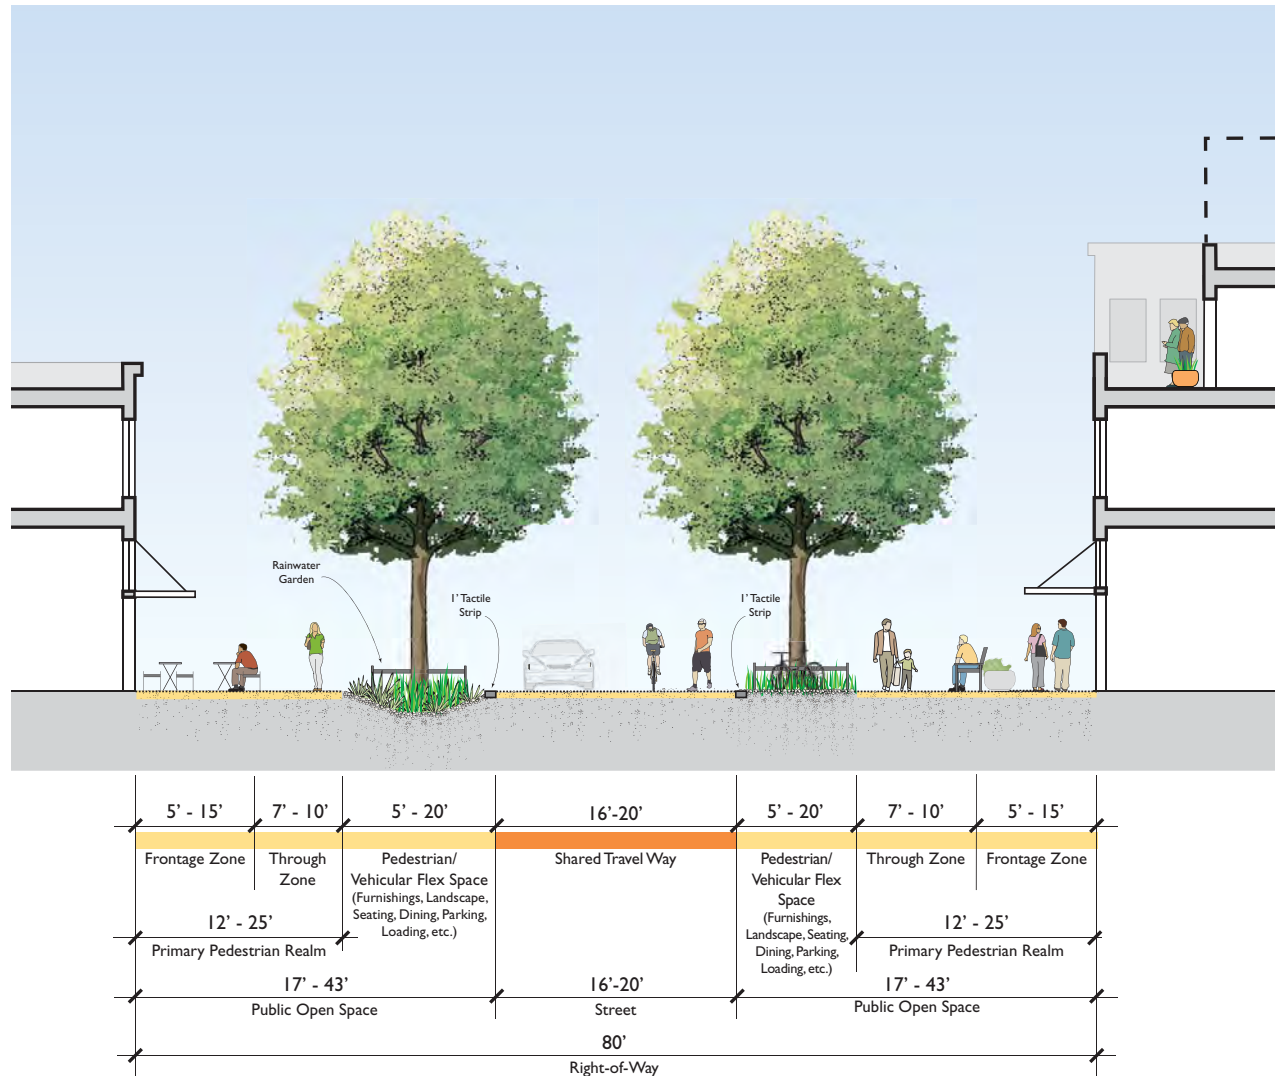 Rainwater
Garden
1' Tactile
Strip
1' Tactile
Strip
5' - 15'
7' - 10'
5' - 20'
16'-20'
5' - 20'
7' - 10'
5' - 15'
Frontage Zone
Through
Zone
Pedestrian/
Vehicular Flex Space
(Furnishings, Landscape,
Seating, Dining, Parking,
Loading, etc.)
Shared Travel Way
Pedestrian/
Vehicular Flex
Space
(Furnishings,
Landscape, Seating,
Dining, Parking,
Loading, etc.)
Through Zone
Frontage Zone
12' - 25'
Primary Pedestrian Realm
12' - 25'
Primary Pedestrian Realm
17' - 43'
Public Open Space
16'-20'
Street
17' - 43'
Public Open Space
80'
Right-of-Way